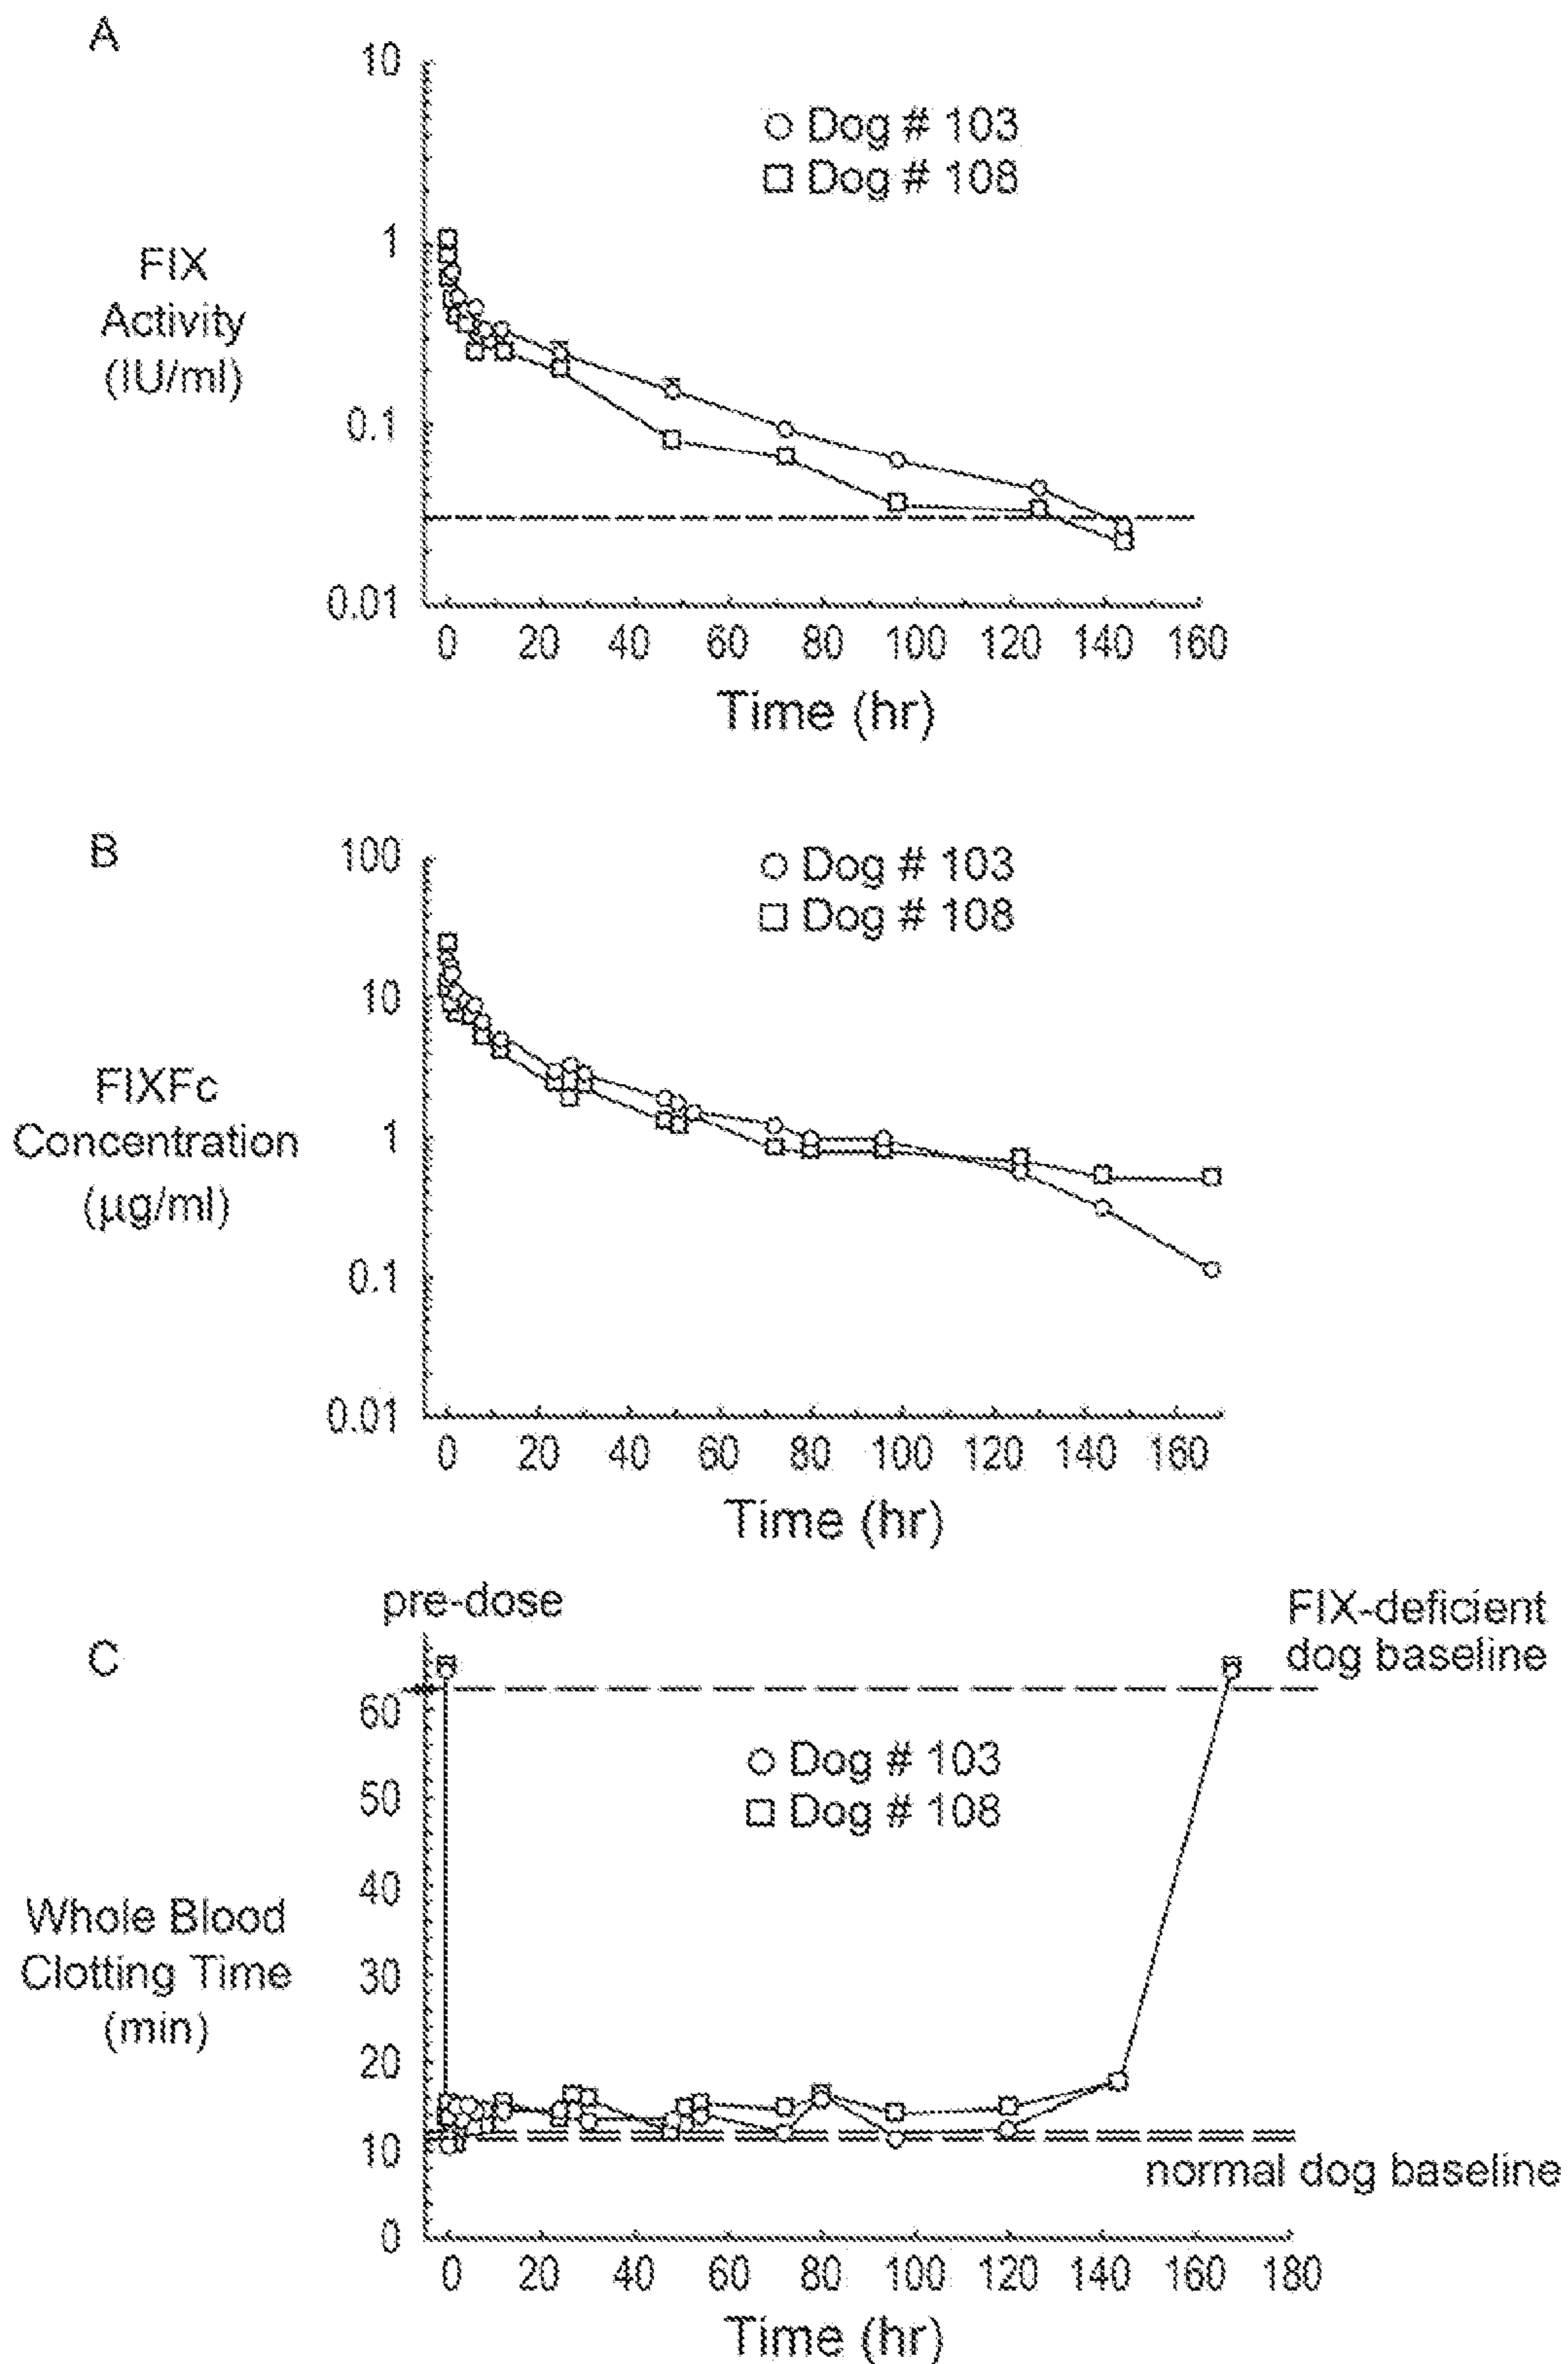 A
10
1
0.1
0.01
FIX
Activity
(IU/ml)
Dog # 103
Dog # 108
0 20 40 60 80 100 120 140 160
Time (hr)
B
100
10
1
0.1
0.01
FIXFc
Concentration
(µg/ml)
Dog # 103
Dog # 108
0 20 40 60 80 100 120 140 160
Time (hr)
C
pre-dose
FIX-deficient
dog baseline
60
50
40
30
20
10
0
Whole Blood
Clotting Time
(min)
Dog # 103
Dog # 108
normal dog baseline
0 20 40 60 80 100 120 140 160 180
Time (hr)